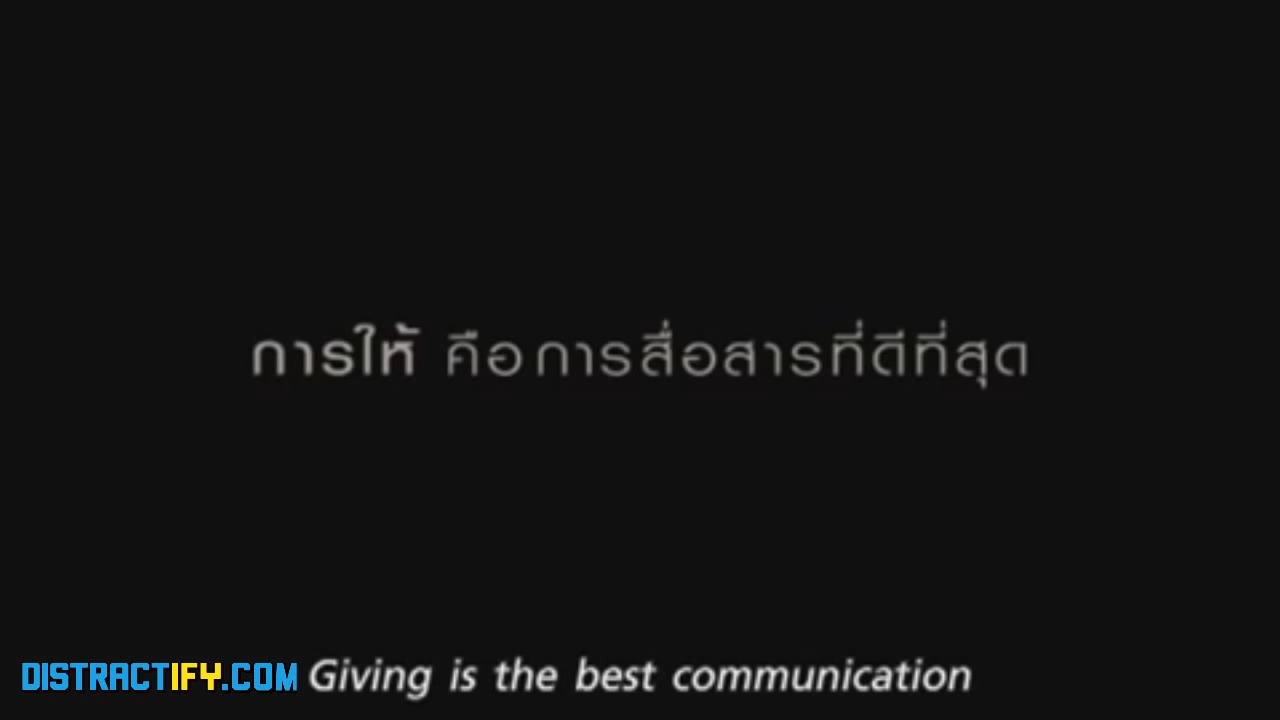 การให้ คือการสื่อสารที่ดีที่สุด
DISTRACTIFY.COM Giving is the best communication